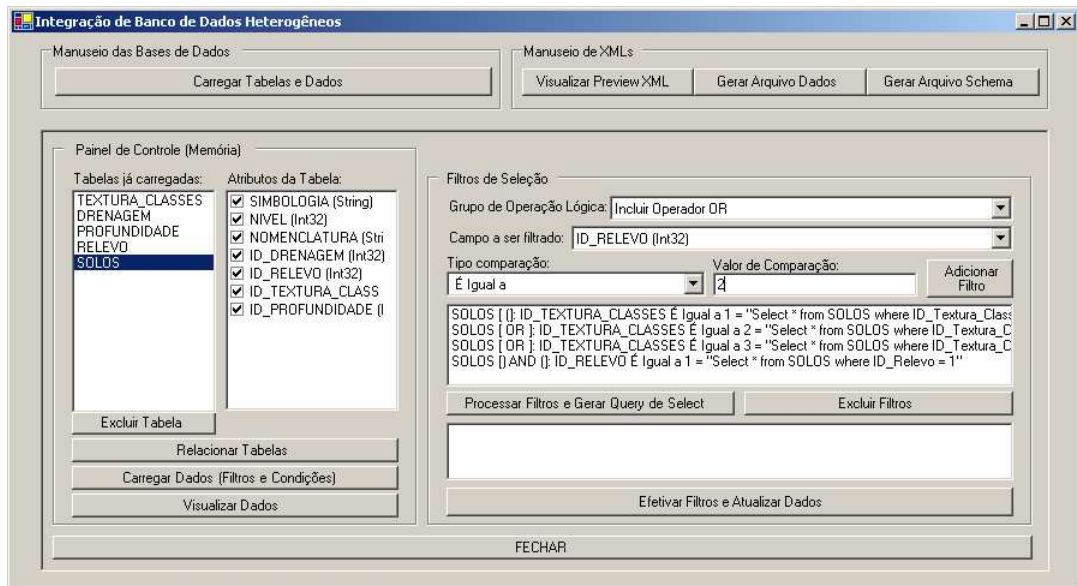 Integração de Banco de Dados Heterogêneos
Manuseio das Bases de Dados
Carregar Tabelas e Dados
Manuseio de XMLs
Visualizar Preview XML
Gerar Arquivo Dados
Gerar Arquivo Schema
Painel de Controle (Memória)
Tabelas já carregadas:
TEXTURA_CLASSES
DRENAGEM
PROFUNDIDADE
RELEVO
SOLOS
Excluir Tabela
Atributos da Tabela:
SIMBOLOGIA (String)
NIVEL (Int32)
NOMENCLATURA (Stri
ID_DRENAGEM (Int32)
ID_RELEVO (Int32)
ID_TEXTURA_CLASS
ID_PROFUNDIDADE (I
Relacionar Tabelas
Carregar Dados (Filtros e Condições)
Visualizar Dados
Filtros de Seleção
Grupo de Operação Lógica: Incluir Operador OR
Campo a ser filtrado: ID_RELEVO (Int32)
Tipo comparação:
É Igual a
Valor de Comparação:
2
Adicionar
Filtro
SOLOS [ (]: ID_TEXTURA_CLASSES É Igual a 1 = "Select * from SOLOS where ID_Textura_Class
SOLOS [ OR ]: ID_TEXTURA_CLASSES É Igual a 2 = "Select * from SOLOS where ID_Textura_C
SOLOS [ OR ]: ID_TEXTURA_CLASSES É Igual a 3 = "Select * from SOLOS where ID_Textura_C
SOLOS [) AND (]: ID_RELEVO É Igual a 1 = "Select * from SOLOS where ID_Relevo = 1"
Processar Filtros e Gerar Query de Select
Excluir Filtros
Efetivar Filtros e Atualizar Dados
FECHAR